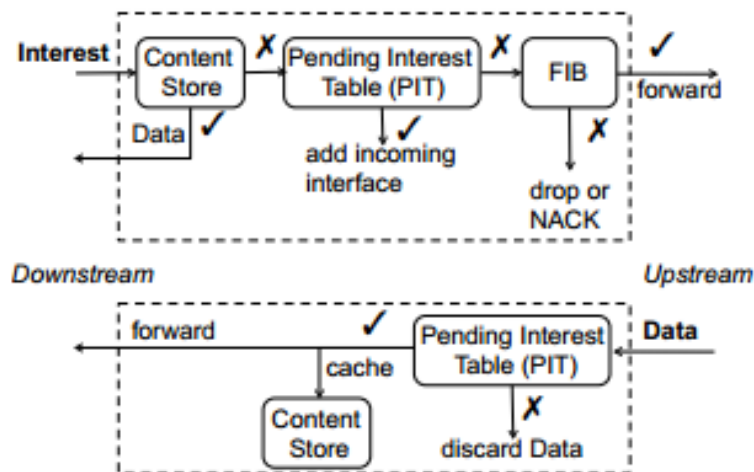 Interest
Content
Store
✗
Pending Interest
Table (PIT)
✗
FIB
✓
forward
Data
✓
✓
add incoming
interface
✗
drop or
NACK
Downstream
Upstream
forward
✓
Pending Interest
Table (PIT)
Data
cache
✗
Content
Store
discard Data